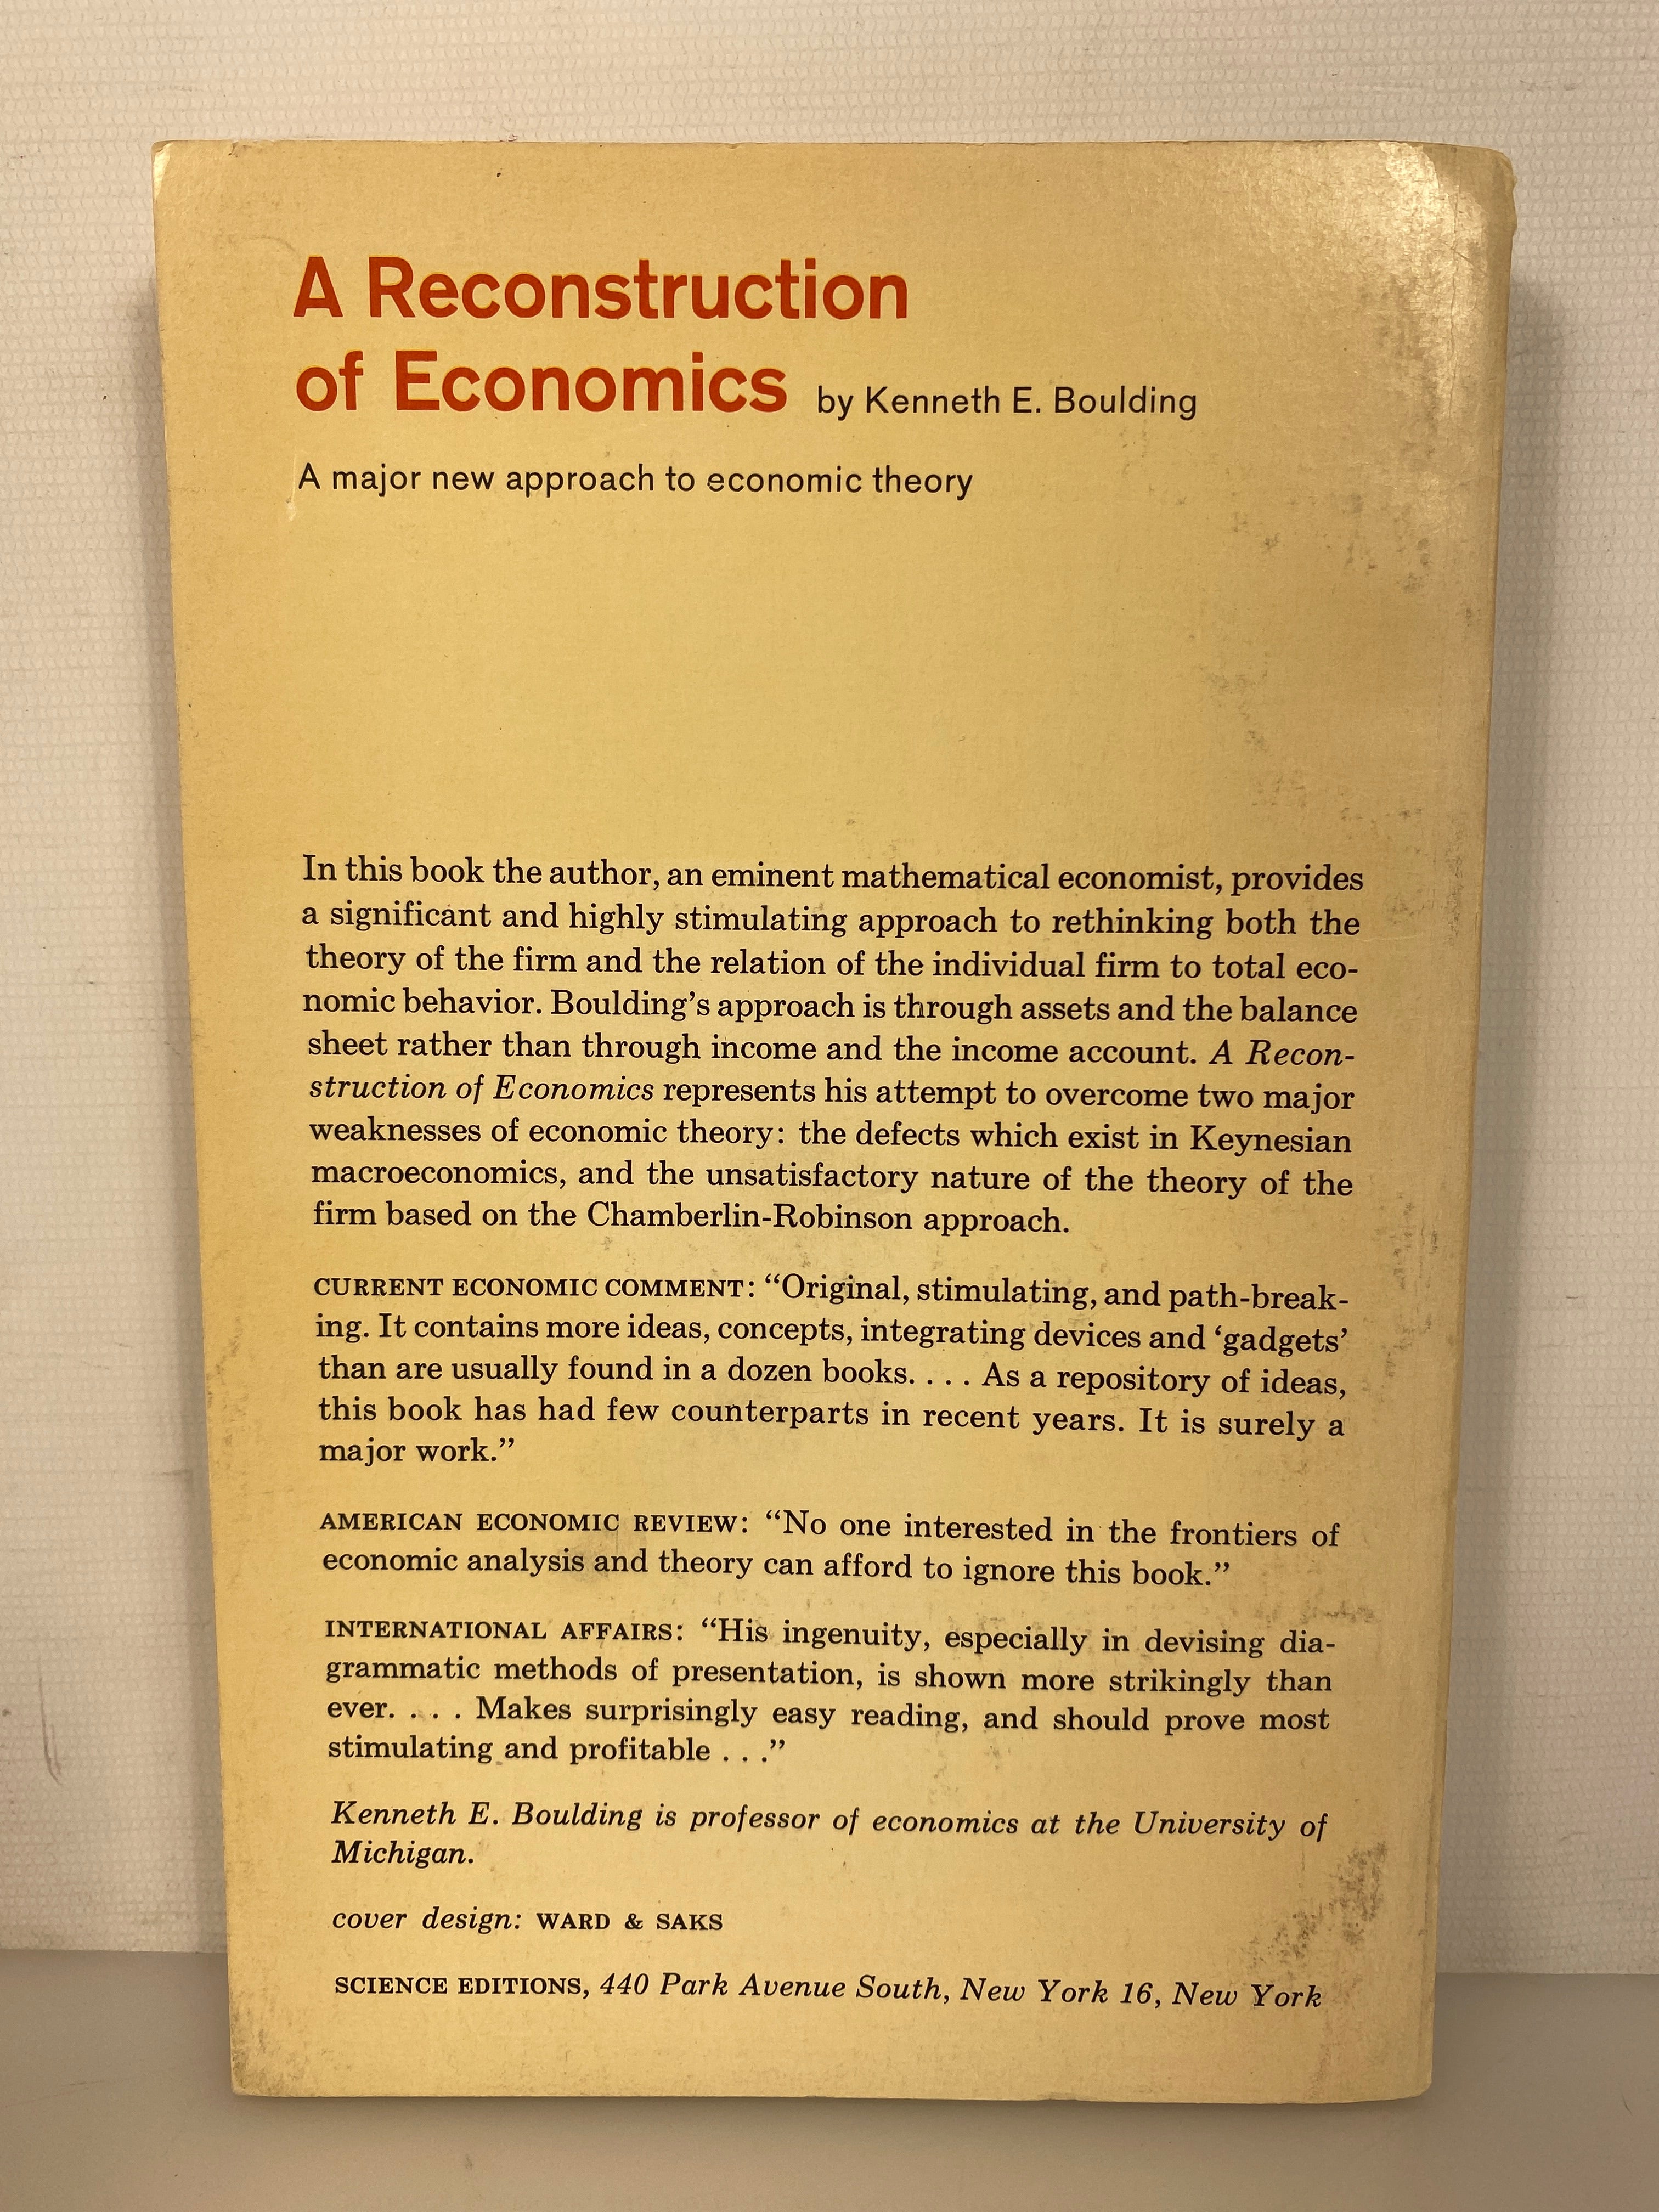 A Reconstruction
of Economics by Kenneth E. Boulding
A major new approach to economic theory
In this book the author, an eminent mathematical economist, provides
a significant and highly stimulating approach to rethinking both the
theory of the firm and the relation of the individual firm to total eco-
nomic behavior. Boulding's approach is through assets and the balance
sheet rather than through income and the income account. A Recon-
struction of Economics represents his attempt to overcome two major
weaknesses of economic theory: the defects which exist in Keynesian
macroeconomics, and the unsatisfactory nature of the theory of the
firm based on the Chamberlin-Robinson approach.
CURRENT ECONOMIC COMMENT: “Original, stimulating, and path-break-
ing. It contains more ideas, concepts, integrating devices and ‘gadgets’
than are usually found in a dozen books. . . . As a repository of ideas,
this book has had few counterparts in recent years. It is surely a
major work.”
AMERICAN ECONOMIC REVIEW: “No one interested in the frontiers of
economic analysis and theory can afford to ignore this book.”
INTERNATIONAL AFFAIRS: “His ingenuity, especially in devising dia-
grammatic methods of presentation, is shown more strikingly than
ever. . . . Makes surprisingly easy reading, and should prove most
stimulating and profitable . . .”
Kenneth E. Boulding is professor of economics at the University of
Michigan.
cover design: WARD & SAKS
SCIENCE EDITIONS, 440 Park Avenue South, New York 16, New York